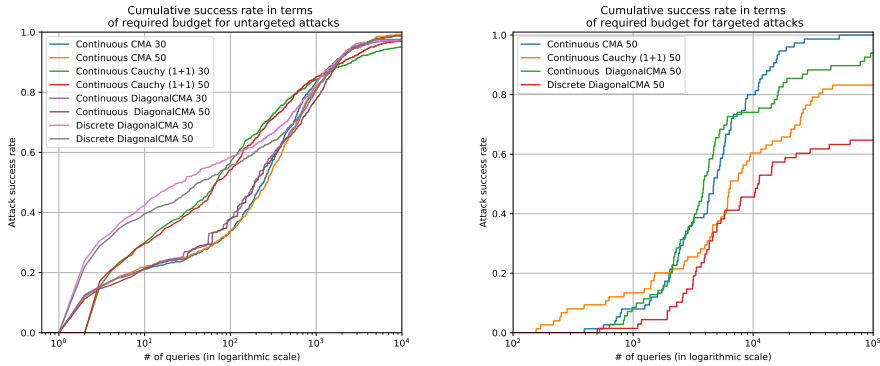 Cumulative success rate in terms
of required budget for untargeted attacks
Attack success rate
1.0
0.8
0.6
0.4
0.2
0.0
Continuous CMA 30
Continuous CMA 50
Continuous Cauchy (1+1) 30
Continuous Cauchy (1+1) 50
Continuous DiagonalCMA 30
Continuous  DiagonalCMA 50
Discrete DiagonalCMA 30
Discrete DiagonalCMA 50
10^0
10^1
10^2
10^3
10^4
# of queries (in logarithmic scale)
Cumulative success rate in terms
of required budget for targeted attacks
Attack success rate
1.0
0.8
0.6
0.4
0.2
0.0
Continuous CMA 50
Continuous Cauchy (1+1) 50
Continuous  DiagonalCMA 50
Discrete DiagonalCMA 50
10^2
10^3
10^4
10^5
# of queries (in logarithmic scale)